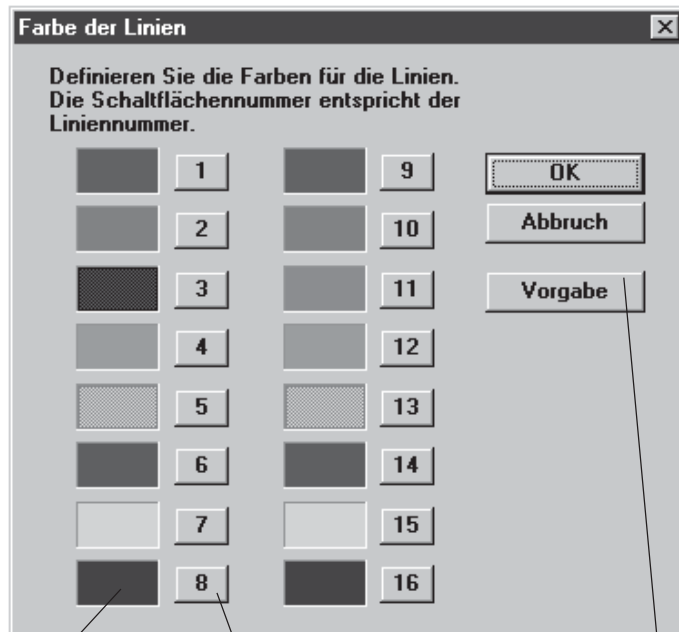 Farbe der Linien
Definieren Sie die Farben für die Linien.
Die Schaltflächennummer entspricht der
Liniennummer.
1 9 OK
2 10 Abbruch
3 11 Vorgabe
4 12
5 13
6 14
7 15
8 16